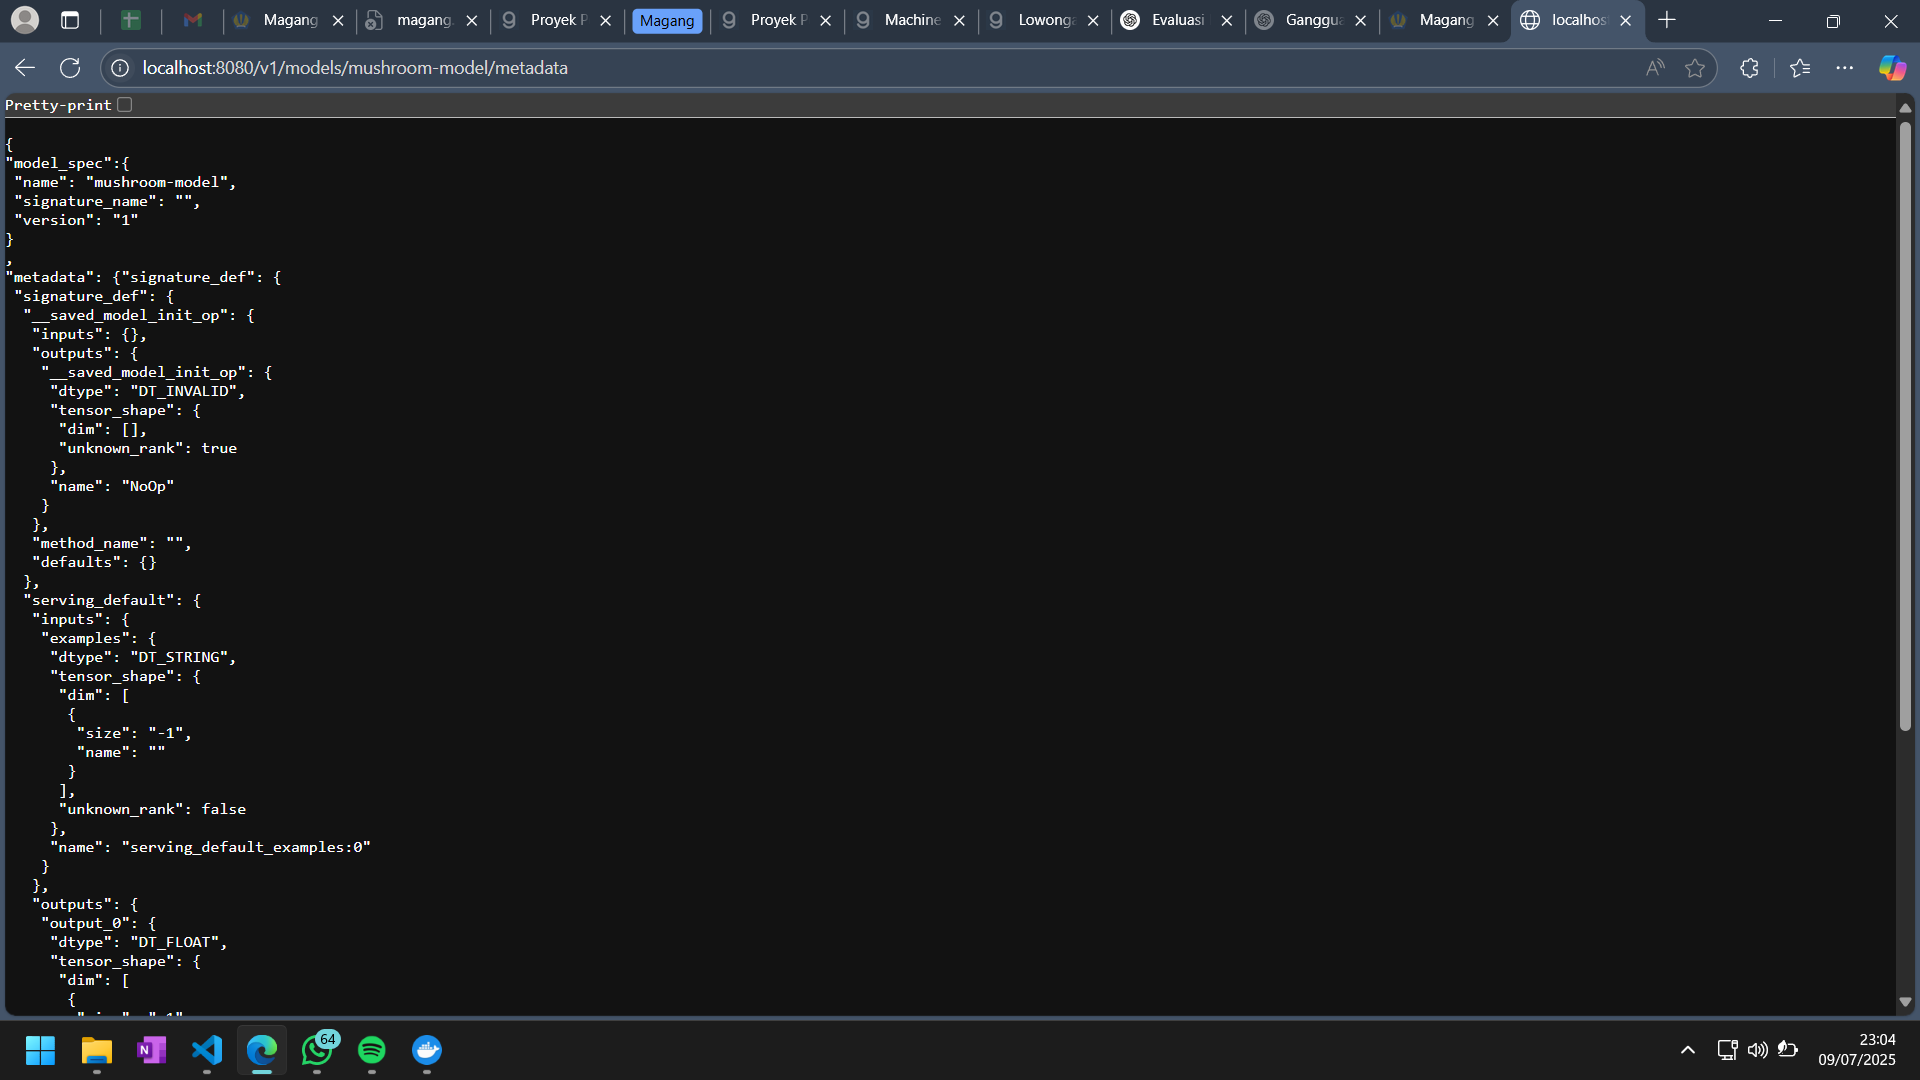 Magang
magang.
Proyek P
Magang
Proyek P
Machine
Lowonga
Evaluasi
Ganggua
Magang
localhos
localhost:8080/v1/models/mushroom-model/metadata
Pretty-print
{
"model_spec":{
"name": "mushroom-model",
"signature_name": "",
"version": "1"
}
,
"metadata": {"signature_def": {
"signature_def": {
"__saved_model_init_op": {
"inputs": {},
"outputs": {
"__saved_model_init_op": {
"dtype": "DT_INVALID",
"tensor_shape": {
"dim": [],
"unknown_rank": true
},
"name": "NoOp"
}
},
"method_name": "",
"defaults": {}
},
"serving_default": {
"inputs": {
"examples": {
"dtype": "DT_STRING",
"tensor_shape": {
"dim": [
{
"size": "-1",
"name": ""
}
],
"unknown_rank": false
},
"name": "serving_default_examples:0"
}
},
"outputs": {
"output_0": {
"dtype": "DT_FLOAT",
"tensor_shape": {
"dim": [
{
64
23:04
09/07/2025